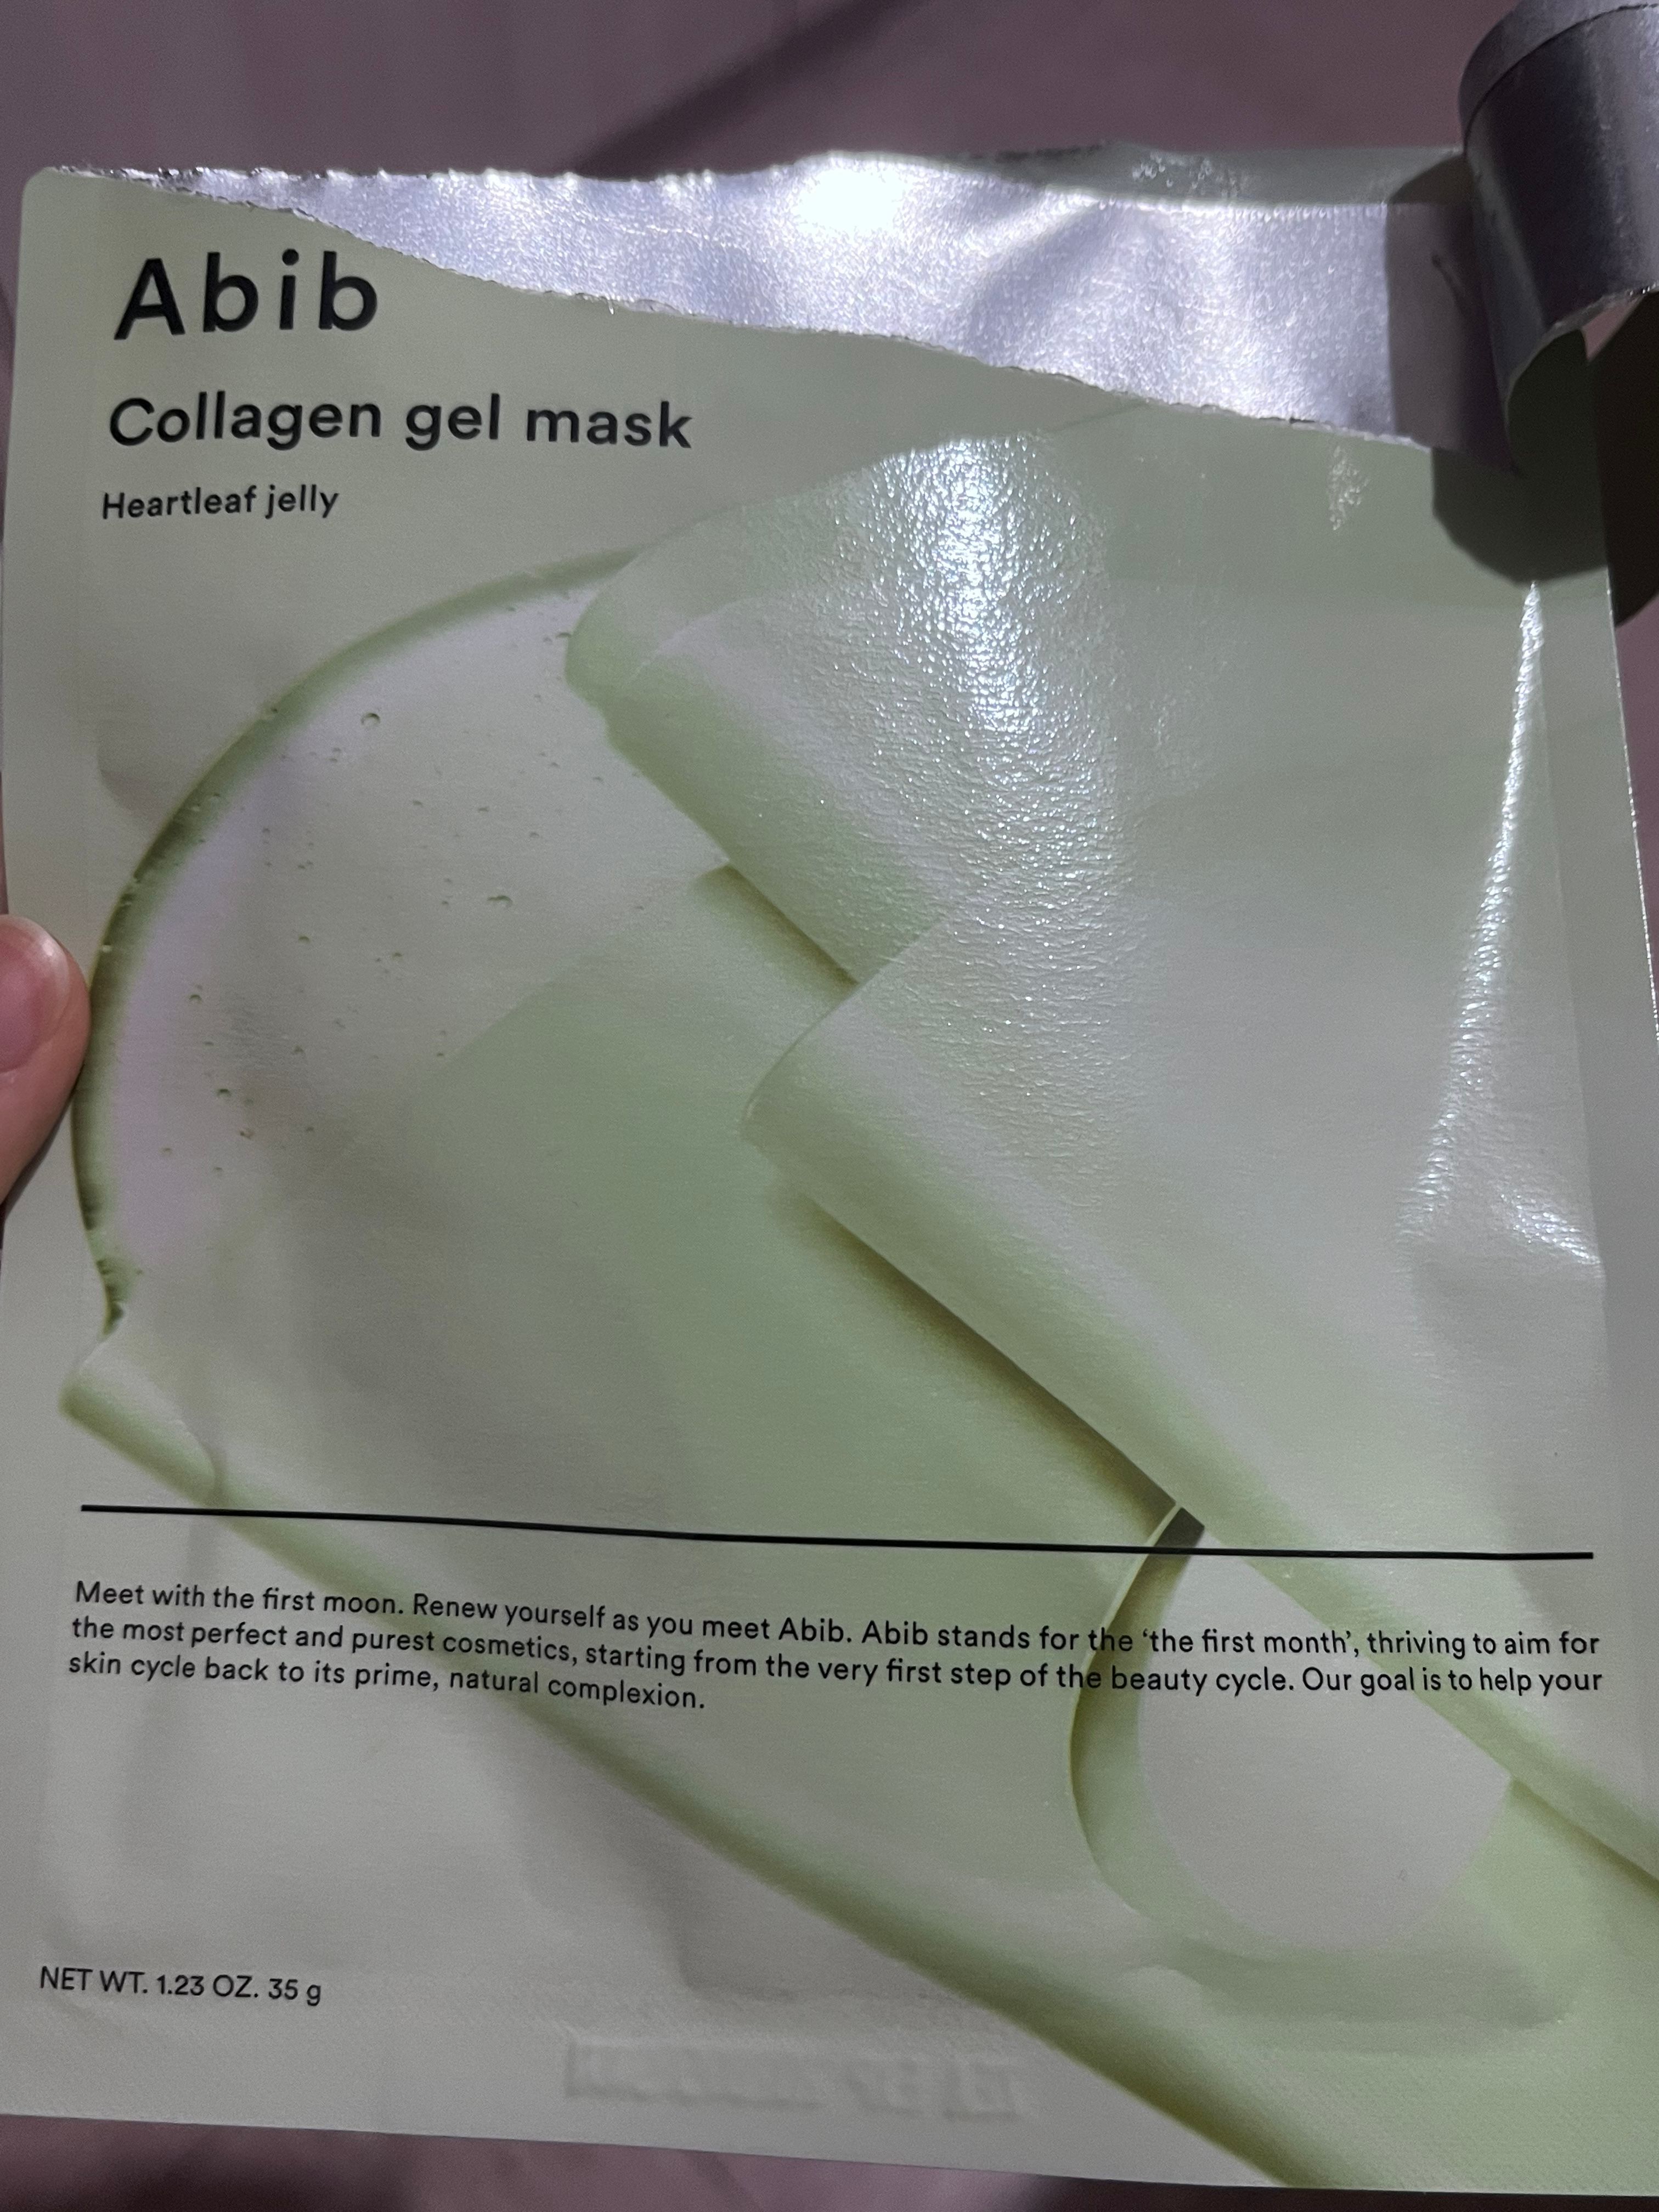 Abib
Collagen gel mask
Heartleaf jelly
Meet with the first moon. Renew yourself as you meet Abib. Abib stands for the ‘the first month’, thriving to aim for
the most perfect and purest cosmetics, starting from the very first step of the beauty cycle. Our goal is to help your
skin cycle back to its prime, natural complexion.
NET WT. 1.23 OZ. 35 g